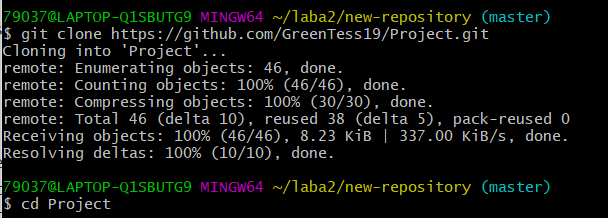 79037@LAPTOP-Q1SBUTG9 MINGW64 ~/laba2/new-repository (master)
$ git clone https://github.com/GreenTess19/Project.git
Cloning into 'Project'...
remote: Enumerating objects: 46, done.
remote: Counting objects: 100% (46/46), done.
remote: Compressing objects: 100% (30/30), done.
remote: Total 46 (delta 10), reused 38 (delta 5), pack-reused 0
Receiving objects: 100% (46/46), 8.23 KiB | 337.00 KiB/s, done.
Resolving deltas: 100% (10/10), done.
79037@LAPTOP-Q1SBUTG9 MINGW64 ~/laba2/new-repository (master)
$ cd Project